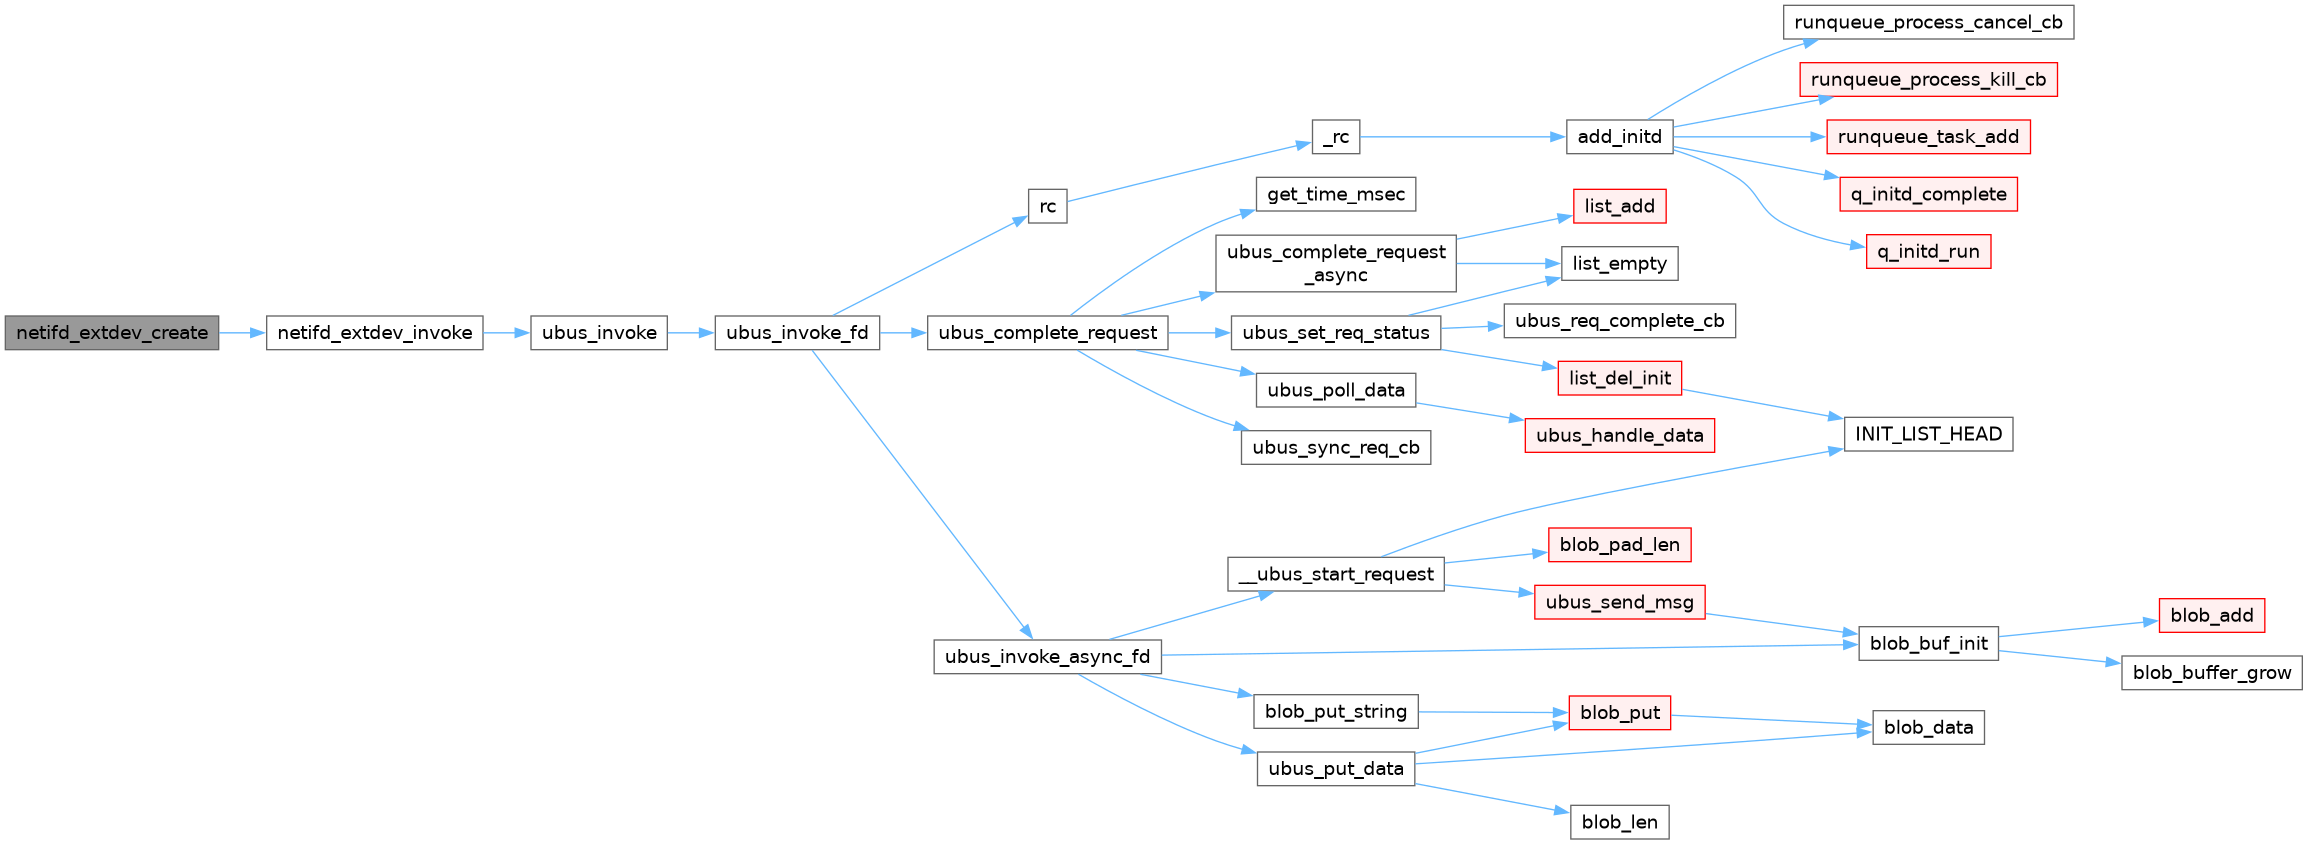 runqueue_process_cancel_cb
runqueue_process_kill_cb
_rc
add_initd
runqueue_task_add
get_time_msec
q_initd_complete
rc
list_add
ubus_complete_request
_async
q_initd_run
list_empty
netifd_extdev_create
netifd_extdev_invoke
ubus_invoke
ubus_invoke_fd
ubus_complete_request
ubus_set_req_status
ubus_req_complete_cb
list_del_init
ubus_poll_data
ubus_handle_data
INIT_LIST_HEAD
ubus_sync_req_cb
blob_pad_len
__ubus_start_request
ubus_send_msg
blob_add
ubus_invoke_async_fd
blob_buf_init
blob_buffer_grow
blob_put_string
blob_put
blob_data
ubus_put_data
blob_len